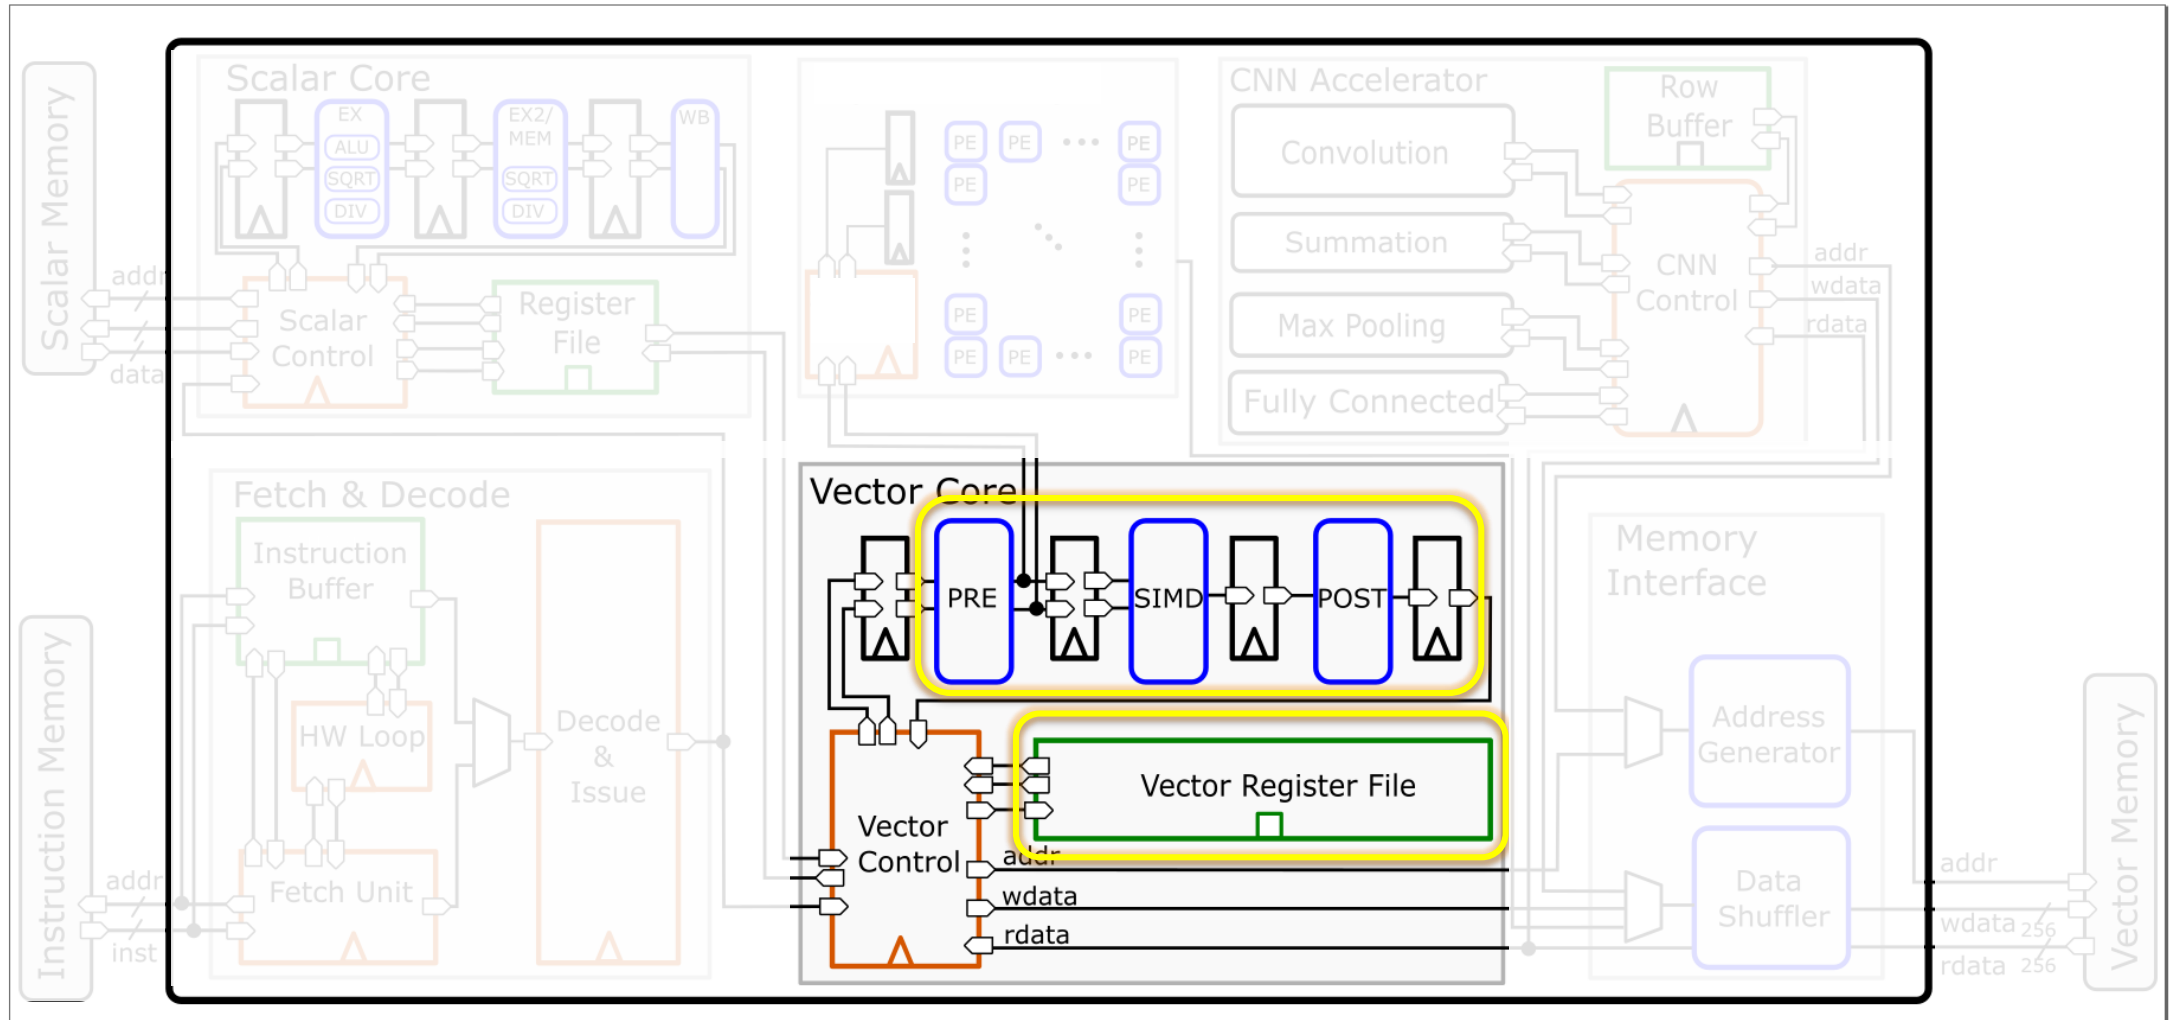 Scalar Memory
addr
data
Scalar Core
EX
ALU
SQRT
DIV
EX2/
MEM
SQRT
DIV
WB
Scalar
Control
Register
File
PE
PE
PE
PE
PE
PE
PE
PE
PE
PE
PE
CNN Accelerator
Convolution
Summation
Max Pooling
Fully Connected
Row
Buffer
CNN
Control
addr
wdata
rdata
Instruction Memory
addr
inst
Fetch & Decode
Instruction
Buffer
HW Loop
Fetch Unit
Decode
&
Issue
Vector Core
PRE
SIMD
POST
Vector
Control
Vector Register File
addr
wdata
rdata
Memory
Interface
Address
Generator
Data
Shuffler
addr
wdata 256
rdata 256
Vector Memory